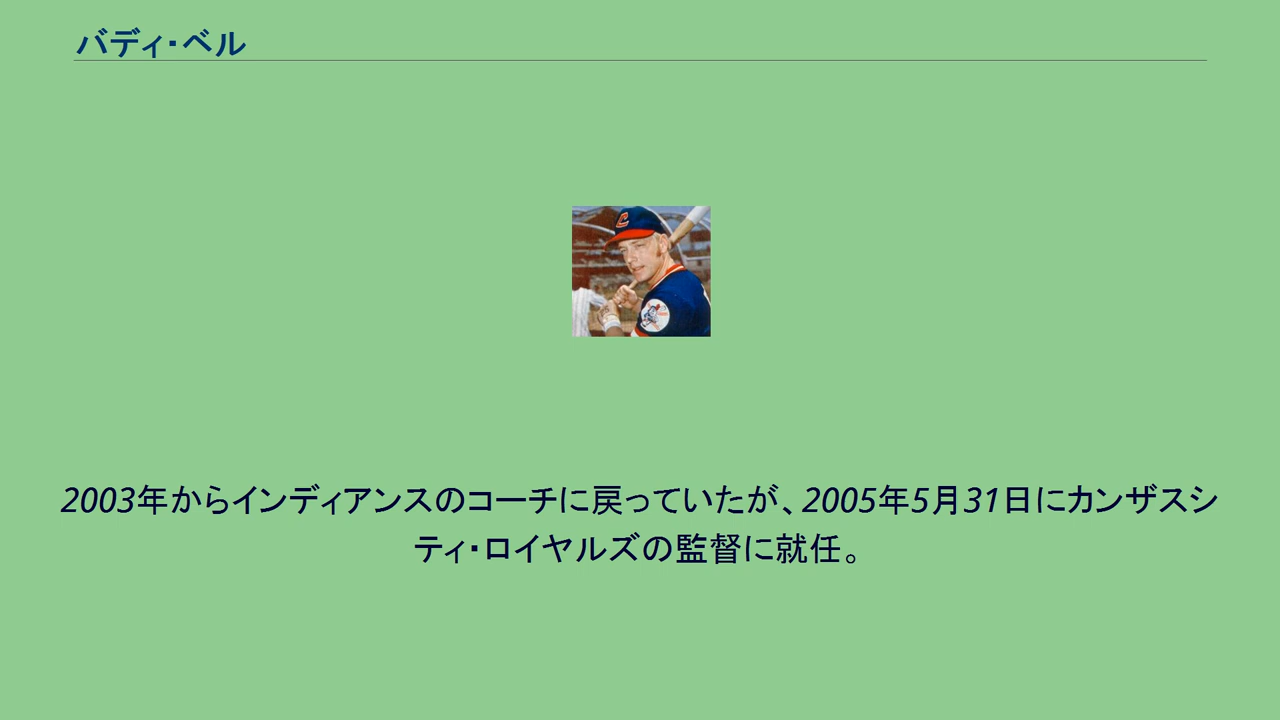 バディ・ベル
2003年からインディアンスのコーチに戻っていたが、2005年5月31日にカンザスシ
ティ・ロイヤルズの監督に就任。